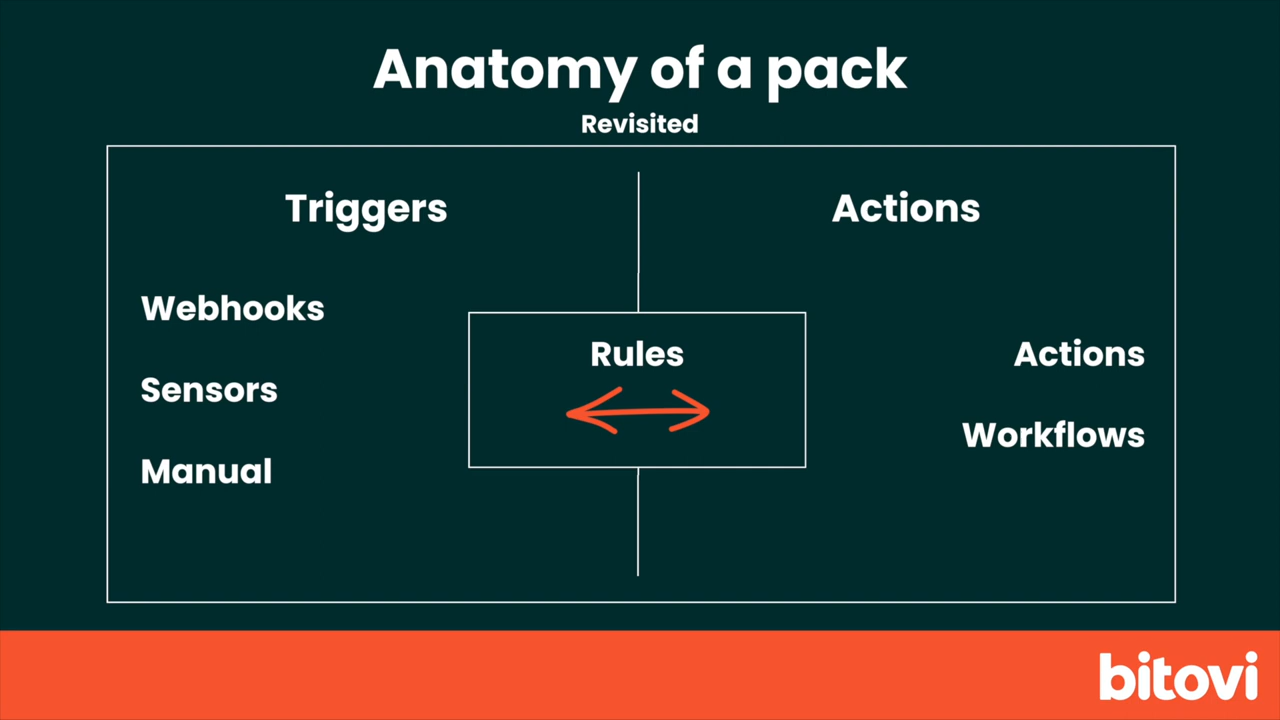 Anatomy of a pack
Revisited
Triggers
Actions
Webhooks
Sensors
Manual
Rules
Actions
Workflows
bitovi